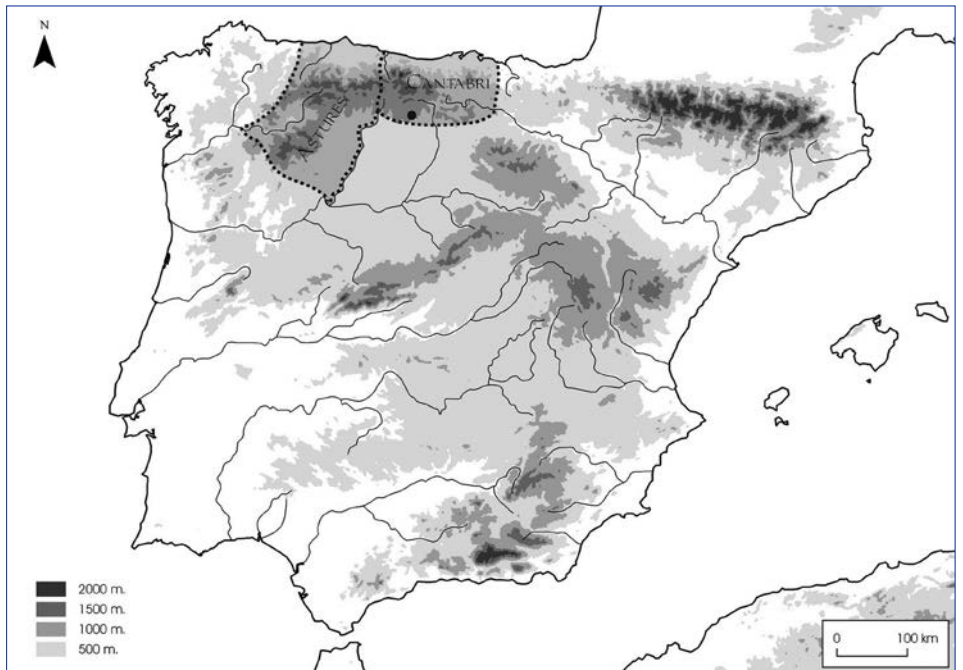 N
CANTABRI
ASTURES
2000 m.
1500 m.
1000 m.
500 m.
0 100 km